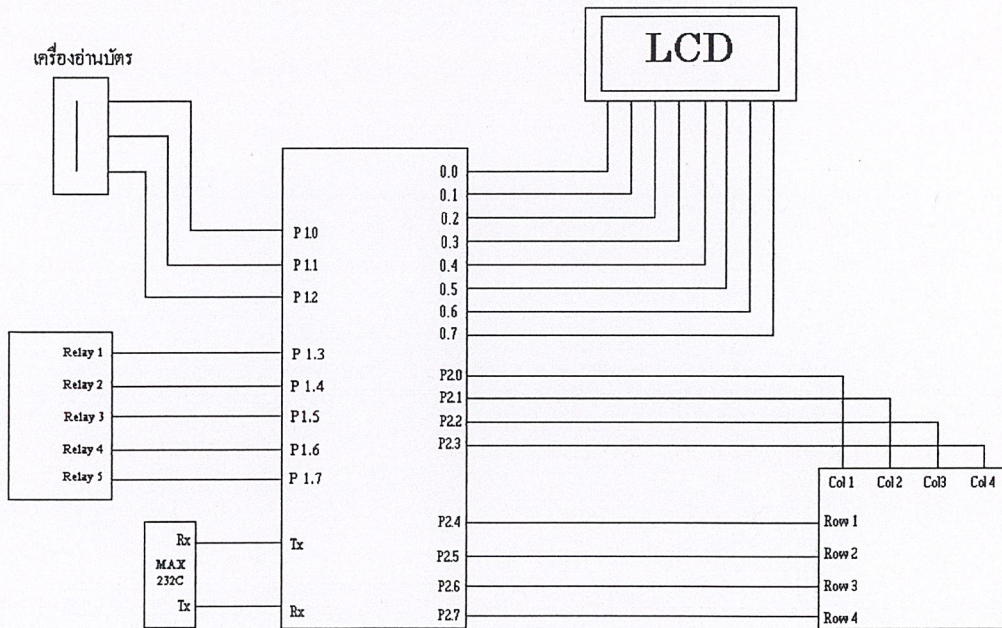 LCD
เครื่องอ่านบัตร
0.0
0.1
0.2
0.3
0.4
0.5
0.6
0.7
P 1.0
P 1.1
P 1.2
P 1.3
P 1.4
P 1.5
P 1.6
P 1.7
Relay 1
Relay 2
Relay 3
Relay 4
Relay 5
P2.0
P2.1
P2.2
P2.3
Col 1 Col 2 Col3 Col 4
P2.4
P2.5
P2.6
P2.7
Row 1
Row 2
Row 3
Row 4
Rx
MAX
232C
Tx
Tx
Rx